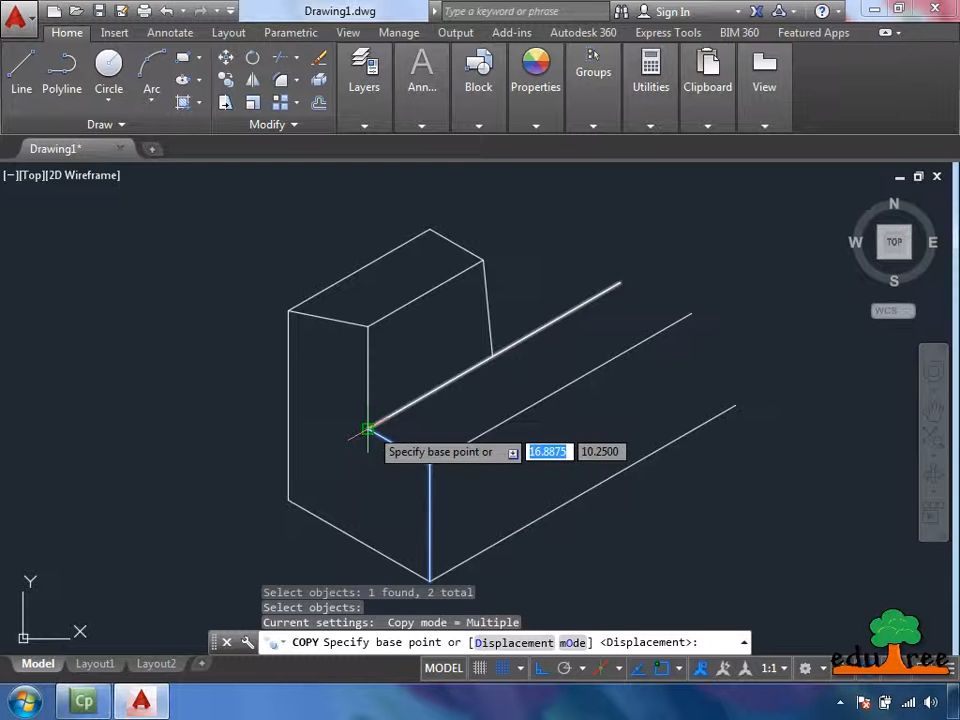 Drawing1.dwg
Type a keyword or phrase
Sign In
Home Insert Annotate Layout Parametric View Manage Output Add-ins Autodesk 360 Express Tools BIM 360 Featured Apps
Line Polyline Circle Arc
Layers Ann... Block Properties Groups Utilities Clipboard View
Draw Modify
Drawing1*
[−][Top][2D Wireframe]
N
W TOP E
S
WCS
Specify base point or 16.8875 10.2500
Select objects: 1 found, 2 total
Select objects:
Current settings: Copy mode = Multiple
COPY Specify base point or [Displacement mOde] <Displacement>:
Y
X
Model Layout1 Layout2 +
MODEL 1:1
eduTree
Cp